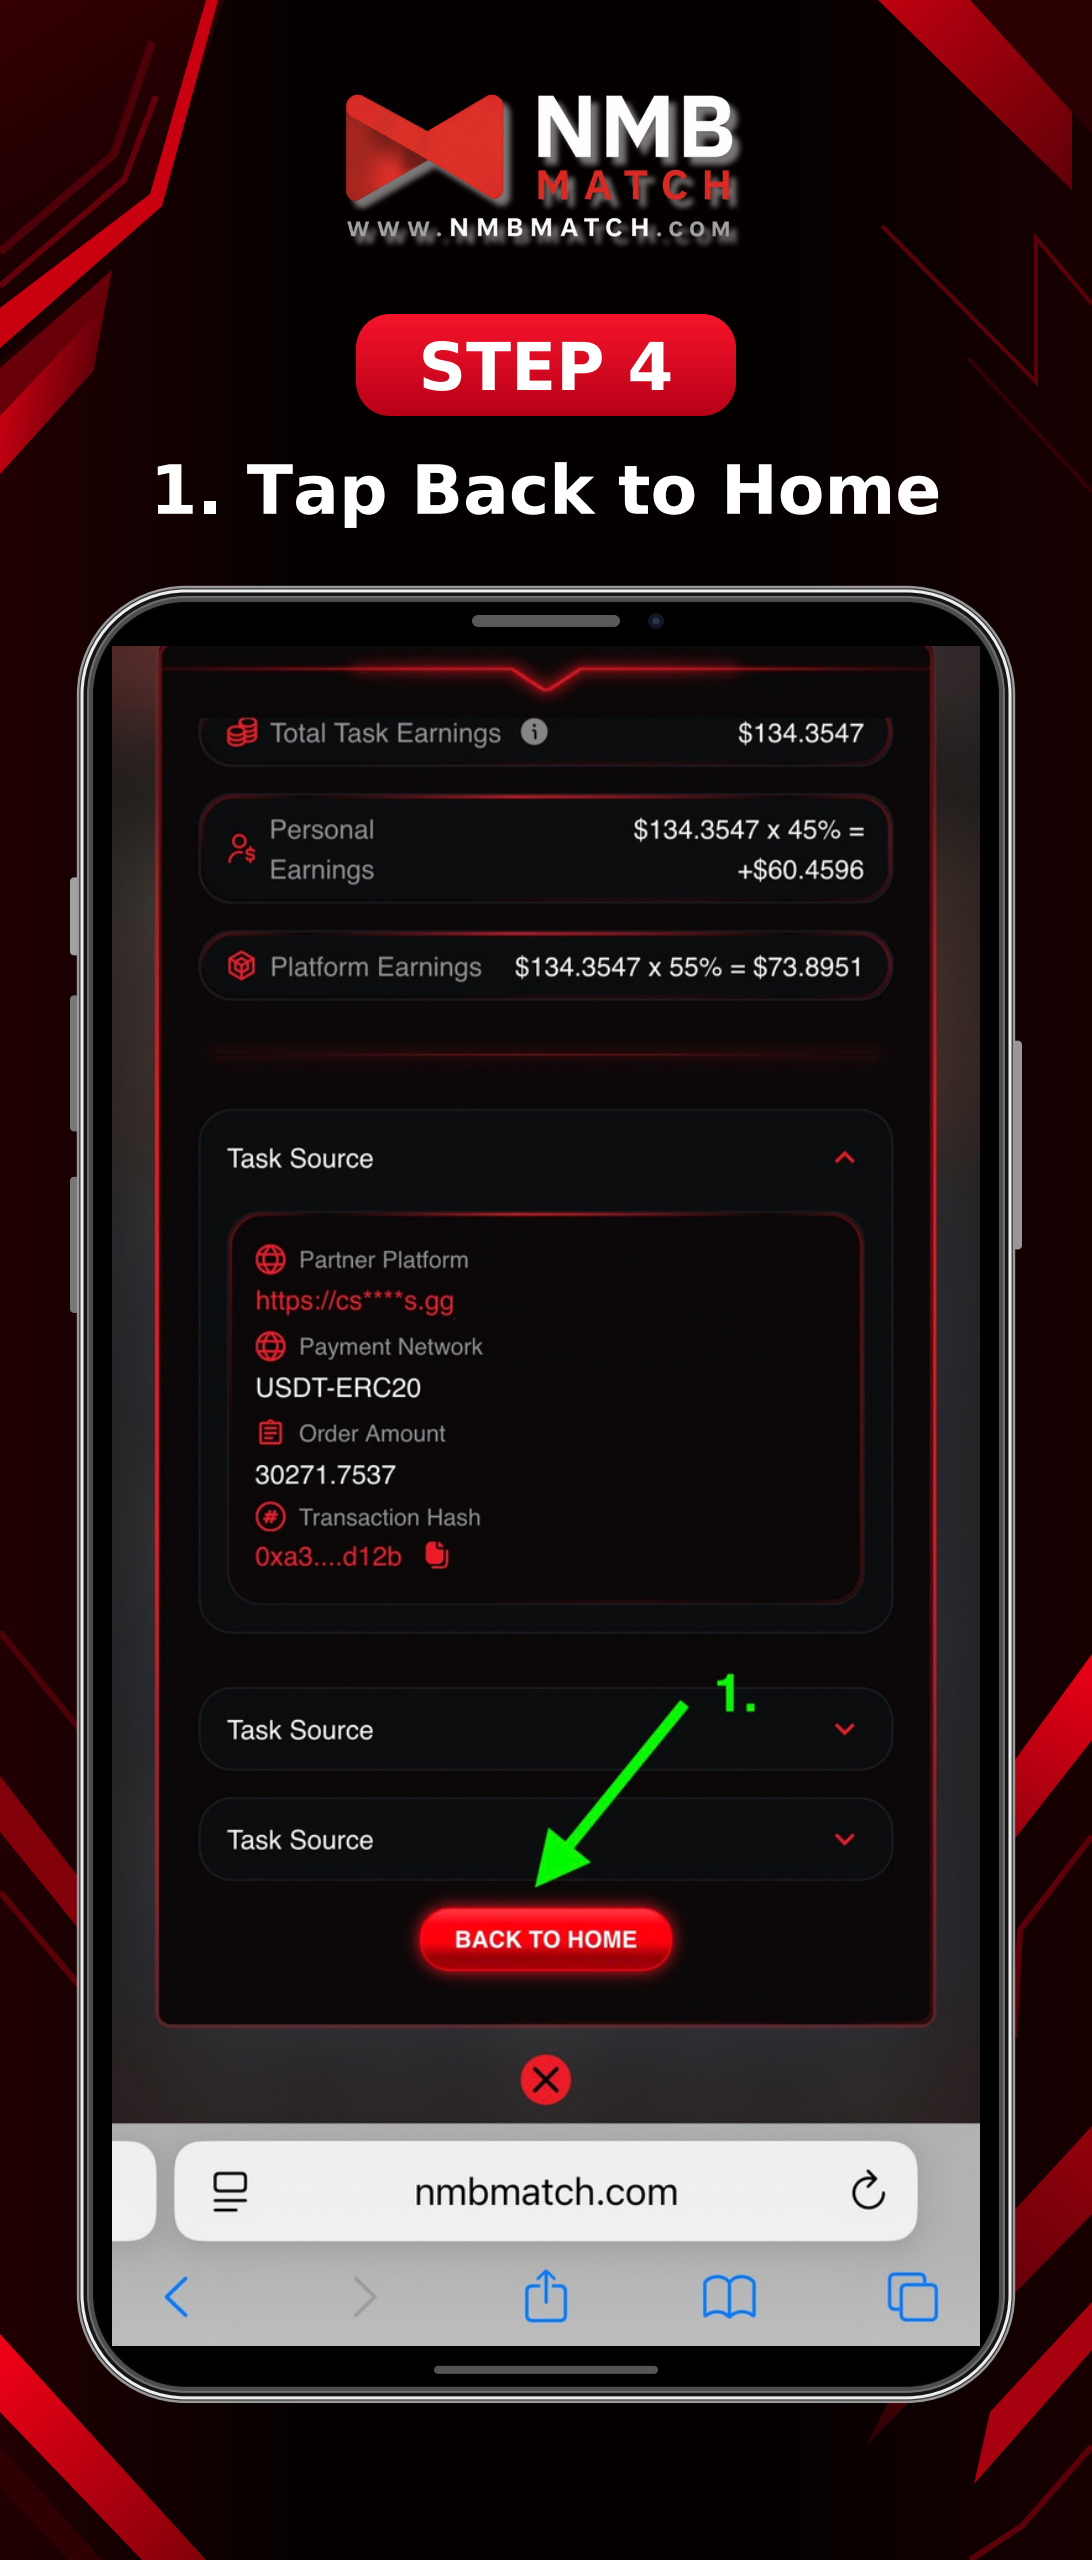 NMB
MATCH
WWW.NMBMATCH.COM
STEP 4
1. Tap Back to Home
Total Task Earnings $134.3547
Personal Earnings $134.3547 x 45% =
+$60.4596
Platform Earnings $134.3547 x 55% = $73.8951
Task Source
Partner Platform
https://cs****s.gg
Payment Network
USDT-ERC20
Order Amount
30271.7537
Transaction Hash
0xa3....d12b
1.
Task Source
Task Source
BACK TO HOME
nmbmatch.com